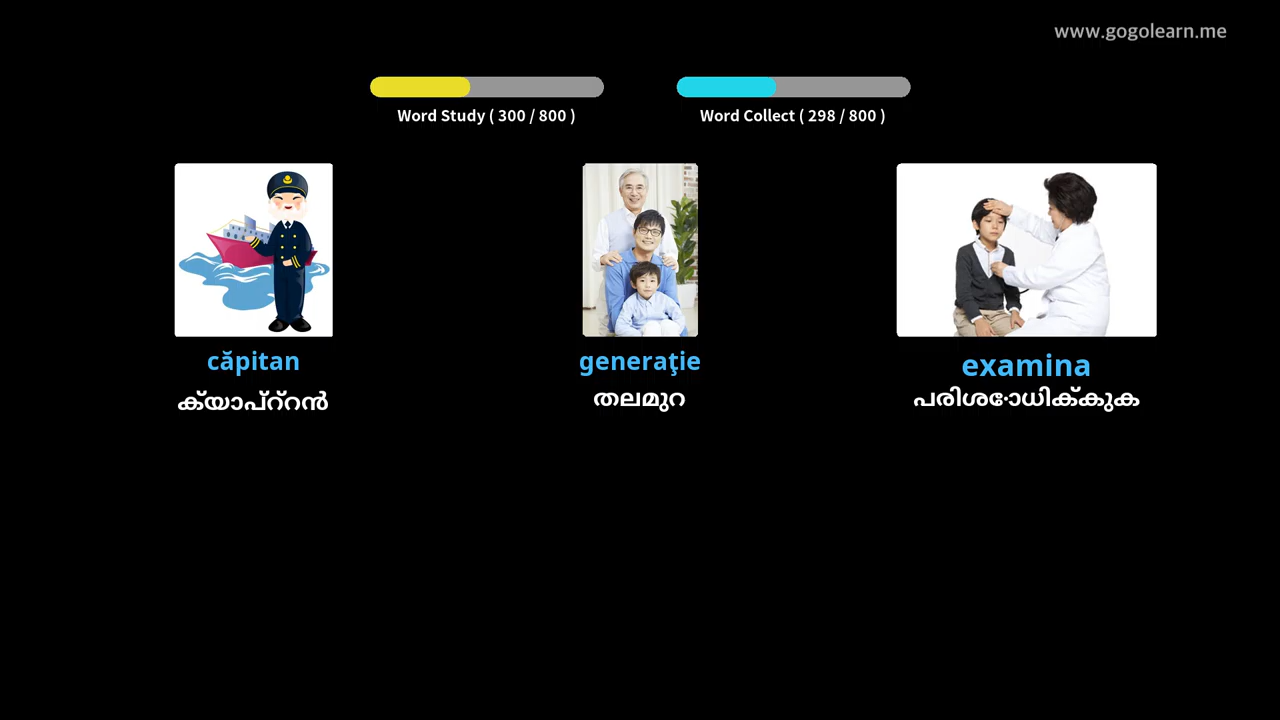 www.gogolearn.me
Word Study ( 300 / 800 )
Word Collect ( 298 / 800 )
căpitan
ക്യാപ്റ്റൻ
generaţie
തലമുറ
examina
പരിശോധിക്കുക